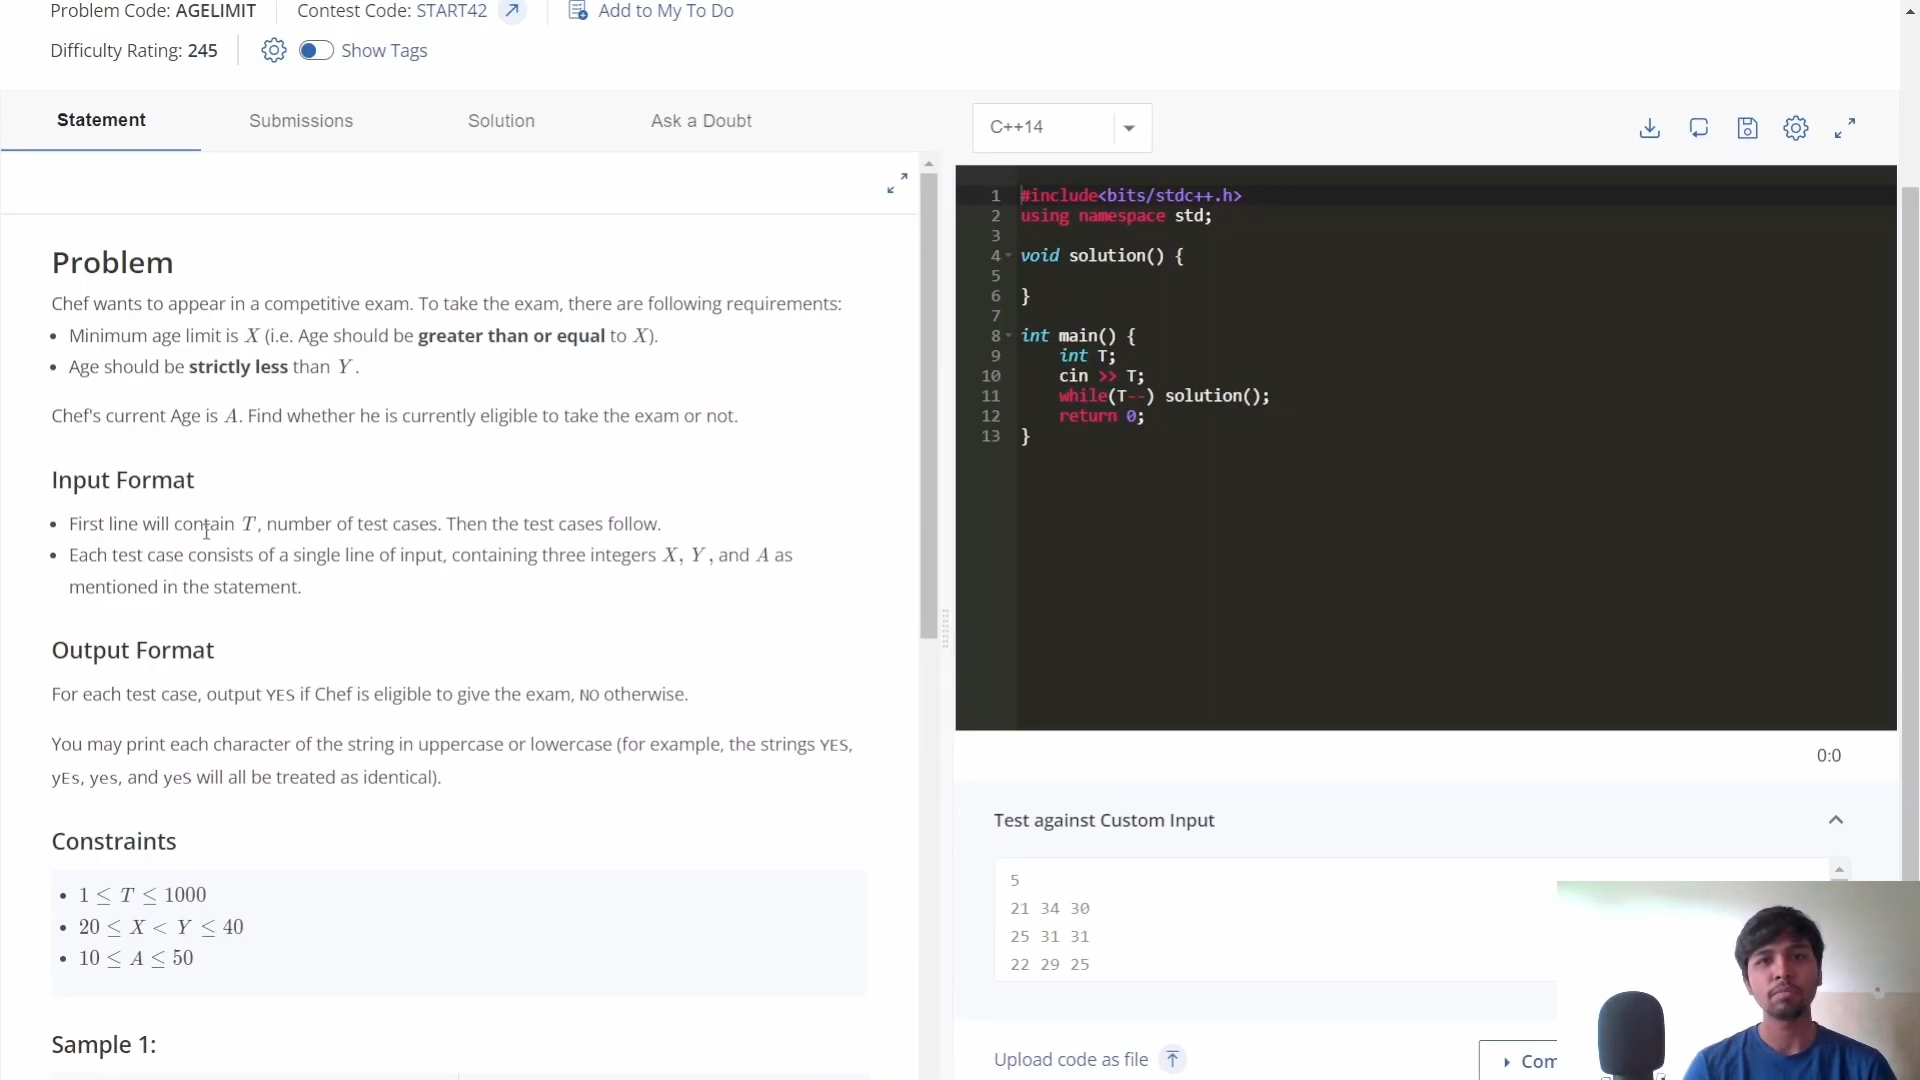 Problem Code: AGELIMIT Contest Code: START42 Add to My To Do
Difficulty Rating: 245 Show Tags
Statement Submissions Solution Ask a Doubt
Problem
Chef wants to appear in a competitive exam. To take the exam, there are following requirements:
• Minimum age limit is X (i.e. Age should be greater than or equal to X).
• Age should be strictly less than Y.
Chef's current Age is A. Find whether he is currently eligible to take the exam or not.
Input Format
• First line will contain T, number of test cases. Then the test cases follow.
• Each test case consists of a single line of input, containing three integers X, Y, and A as
mentioned in the statement.
Output Format
For each test case, output YES if Chef is eligible to give the exam, NO otherwise.
You may print each character of the string in uppercase or lowercase (for example, the strings YES,
yEs, yes, and yeS will all be treated as identical).
Constraints
• 1 ≤ T ≤ 1000
• 20 ≤ X < Y ≤ 40
• 10 ≤ A ≤ 50
Sample 1:
C++14
1 #include<bits/stdc++.h>
2 using namespace std;
3
4 void solution() {
5
6 }
7
8 int main() {
9 int T;
10 cin >> T;
11 while(T--) solution();
12 return 0;
13 }
0:0
Test against Custom Input
5
21 34 30
25 31 31
22 29 25
Upload code as file
Com